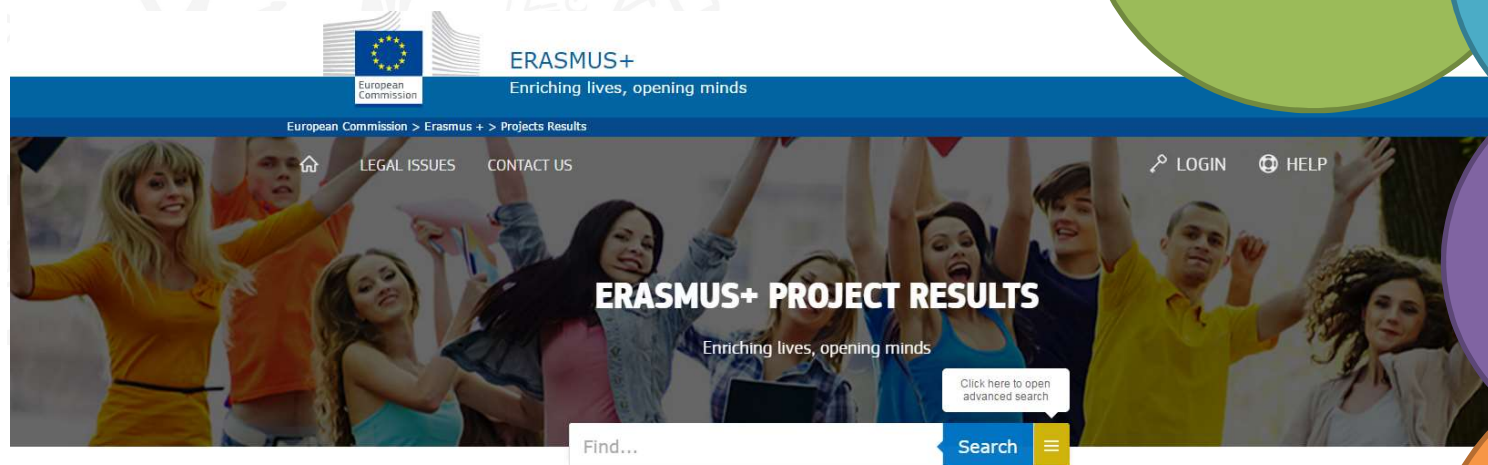 ERASMUS+
Enriching lives, opening minds
European
Commission
European Commission > Erasmus + > Projects Results
LEGAL ISSUES CONTACT US LOGIN HELP
ERASMUS+ PROJECT RESULTS
Enriching lives, opening minds
Click here to open
advanced search
Find... Search